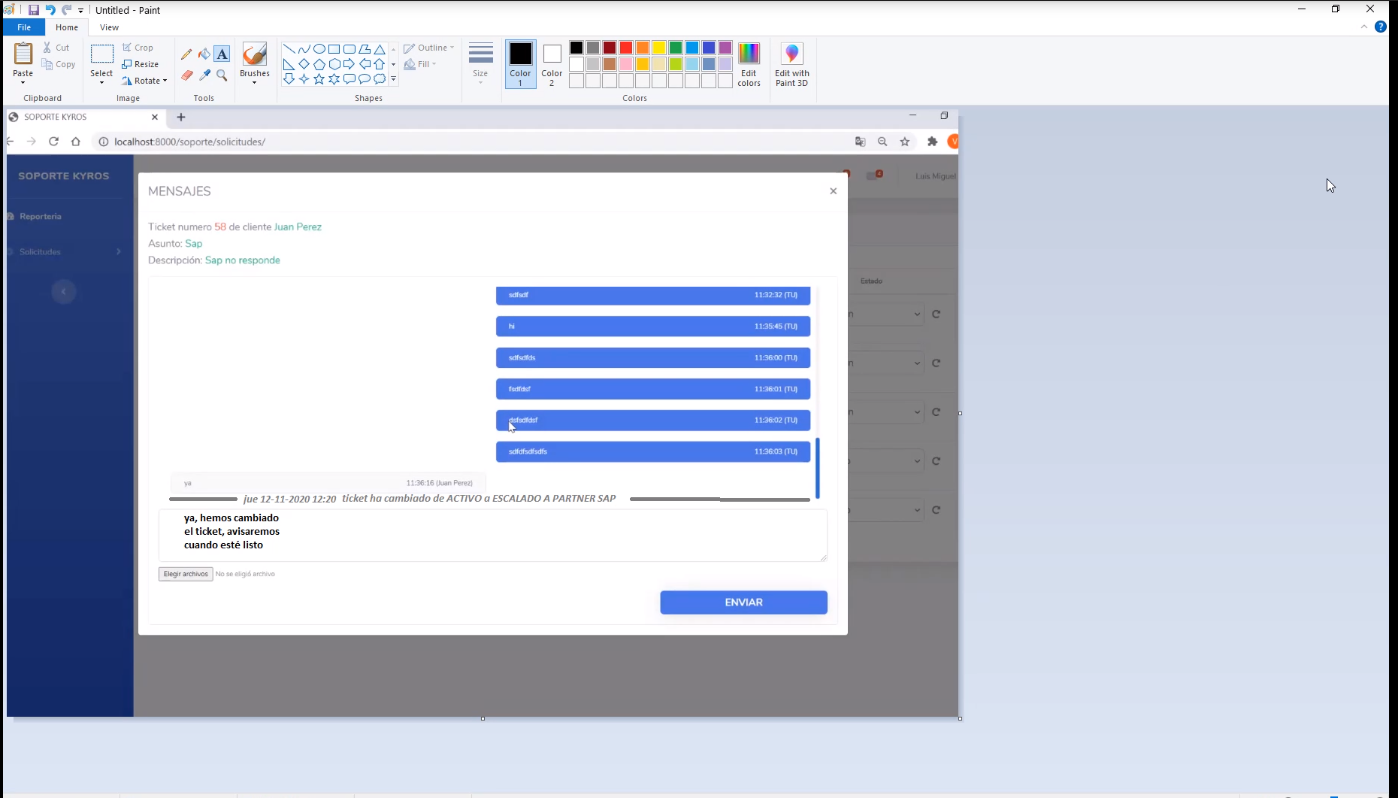 Untitled - Paint
File Home View
Paste
Cut
Copy
Clipboard
Select
Crop
Resize
Rotate
Image
A
Tools
Brushes
Outline
Fill
Shapes
Size
Color 1
Color 2
Edit colors
Colors
Edit with Paint 3D
SOPORTE KYROS
localhost:8000/soporte/solicitudes/
V
SOPORTE KYROS
Reporteria
Solicitudes
Luis Miguel
Estado
MENSAJES
Ticket numero 58 de cliente Juan Perez
Asunto: Sap
Descripción: Sap no responde
sdfsdf 11:32:32 (TU)
hi 11:35:45 (TU)
sdfsdfds 11:36:00 (TU)
fsdfdsf 11:36:01 (TU)
dsfsdfdsf 11:36:02 (TU)
sdfdfsdfsdfs 11:36:03 (TU)
ya 11:36:16 (Juan Perez)
jue 12-11-2020 12:20 ticket ha cambiado de ACTIVO a ESCALADO A PARTNER SAP
ya, hemos cambiado
el ticket, avisaremos
cuando esté listo
Elegir archivos No se eligió archivo
ENVIAR